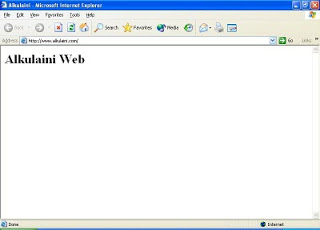 Alkulaini - Microsoft Internet Explorer
File Edit View Favorites Tools Help
Back Search Favorites Media
Address http://www.alkulaini.com/ Go Links »
Alkulaini Web
Done Internet